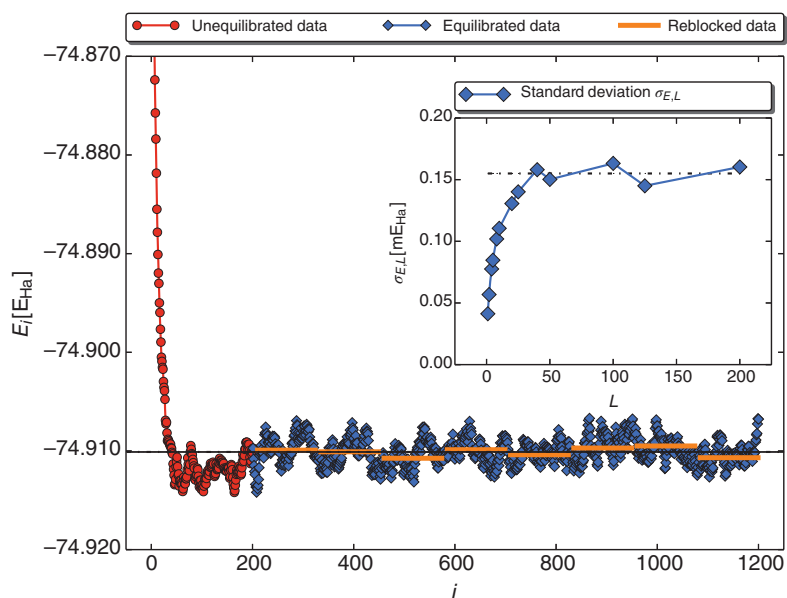 Unequilibrated data Equilibrated data Reblocked data
−74.870
−74.880
−74.890
−74.900
−74.910
−74.920
E_i [E_Ha]
0 200 400 600 800 1000 1200
i
Standard deviation σ_E,L
0.20
0.15
0.10
0.05
0.00
σ_E,L [mE_Ha]
0 50 100 150 200
L